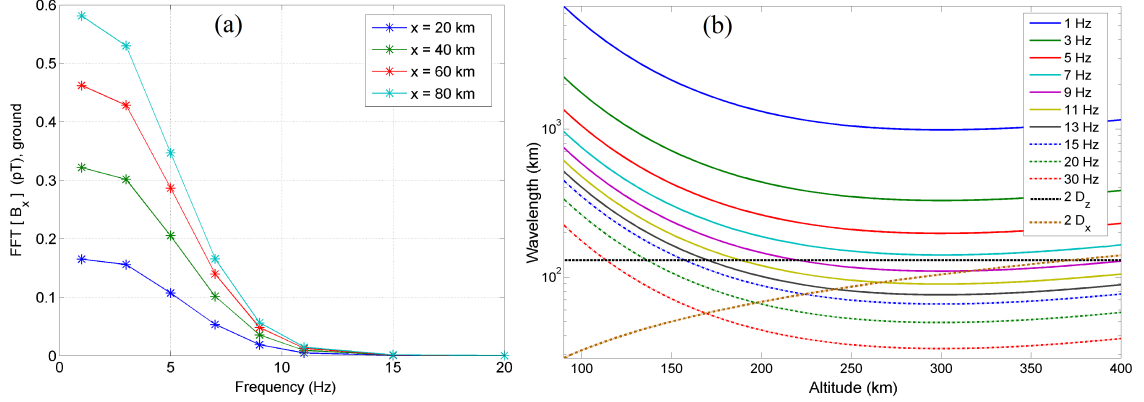 (a)
x = 20 km
x = 40 km
x = 60 km
x = 80 km
FFT [ Bx ] (pT), ground
0.6
0.5
0.4
0.3
0.2
0.1
0
0 5 10 15 20
Frequency (Hz)
(b)
1 Hz
3 Hz
5 Hz
7 Hz
9 Hz
11 Hz
13 Hz
15 Hz
20 Hz
30 Hz
2 Dz
2 Dx
Wavelength (km)
10^3
10^2
100 150 200 250 300 350 400
Altitude (km)